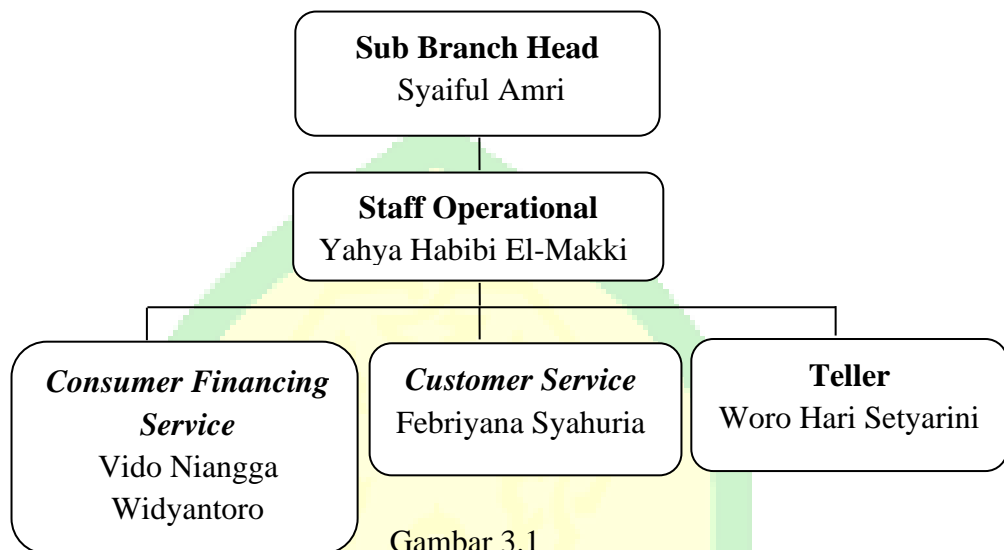 Sub Branch Head
Syaiful Amri
Staff Operational
Yahya Habibi El-Makki
Consumer Financing
Service
Vido Niangga
Widyantoro
Customer Service
Febriyana Syahuria
Teller
Woro Hari Setyarini
Gambar 3.1